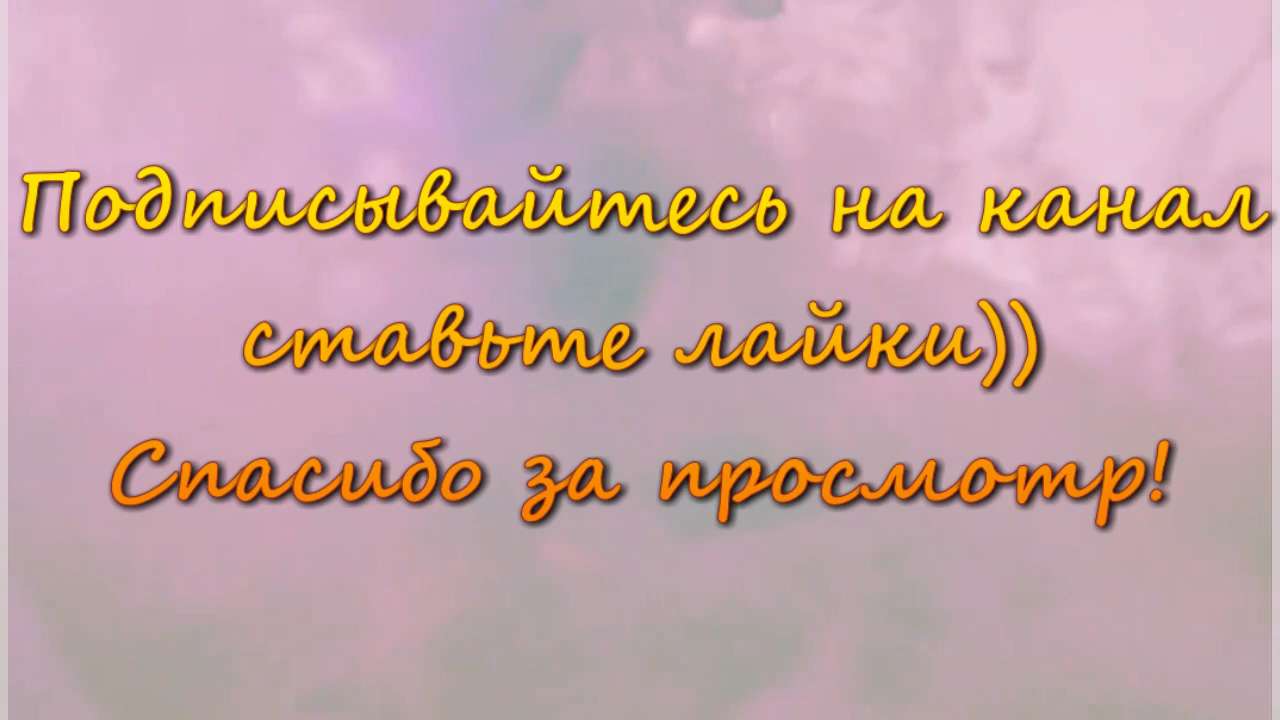 Подписывайтесь на канал
ставьте лайки))
Спасибо за просмотр!